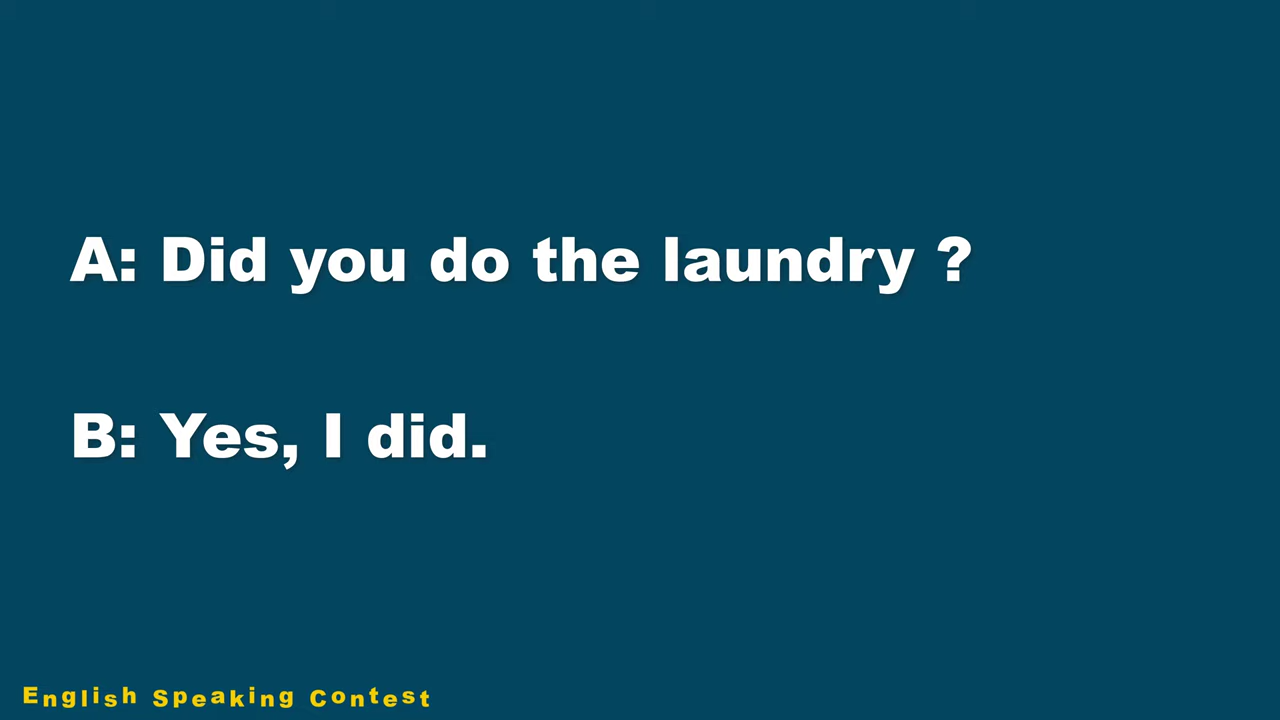 A: Did you do the laundry ?
B: Yes, I did.
English Speaking Contest